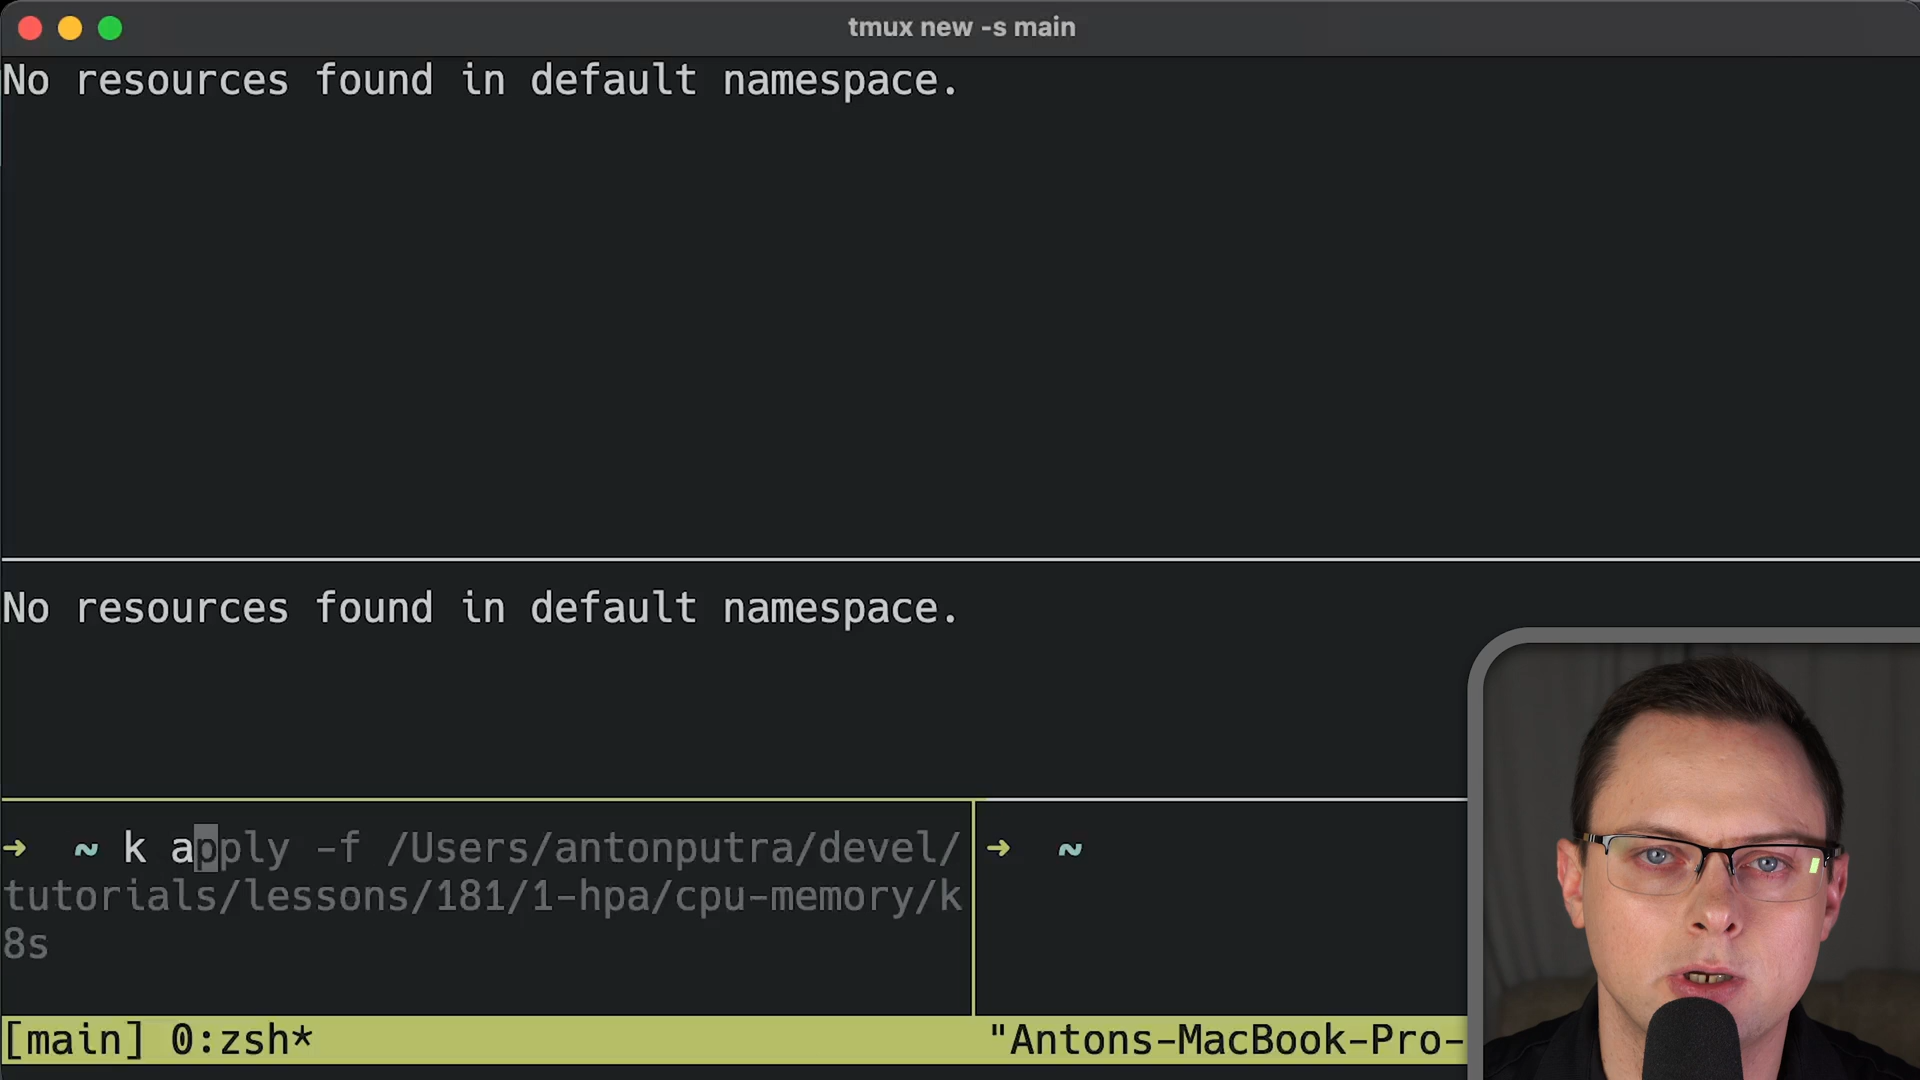 tmux new -s main
No resources found in default namespace.
No resources found in default namespace.
➜ ~ k apply -f /Users/antonputra/devel/
tutorials/lessons/181/1-hpa/cpu-memory/k
8s
➜ ~
[main] 0:zsh* "Antons-MacBook-Pro-